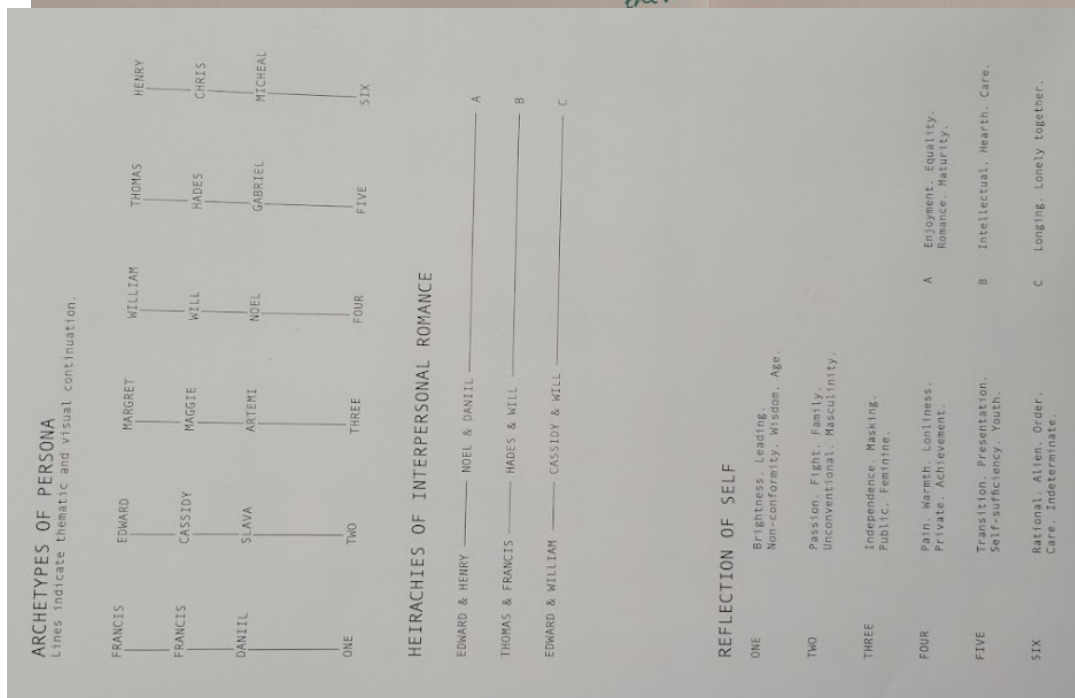 ARCHETYPES OF PERSONA
Lines indicate thematic and visual continuation.
FRANCIS EDWARD MARGRET WILLIAM THOMAS HENRY
FRANCIS CASSIDY MAGGIE WILL HADES CHRIS
DANIIL SLAVA ARTEMI NOEL GABRIEL MICHEAL
ONE TWO THREE FOUR FIVE SIX
HEIRACHIES OF INTERPERSONAL ROMANCE
EDWARD & HENRY NOEL & DANIIL A
THOMAS & FRANCIS HADES & WILL B
EDWARD & WILLIAM CASSIDY & WILL C
REFLECTION OF SELF
ONE Brightness. Leading.
Non-conformity. Wisdom. Age.
TWO Passion. Fight. Family.
Unconventional. Masculinity.
THREE Independence. Masking.
Public. Feminine.
FOUR Pain. Warmth. Lonliness.
Private. Achievement.
FIVE Transition. Presentation.
Self-sufficiency. Youth.
SIX Rational. Alien. Order.
Care. Indeterminate.
A Enjoyment. Equality.
Romance. Maturity.
B Intellectual. Hearth. Care.
C Longing. Lonely together.